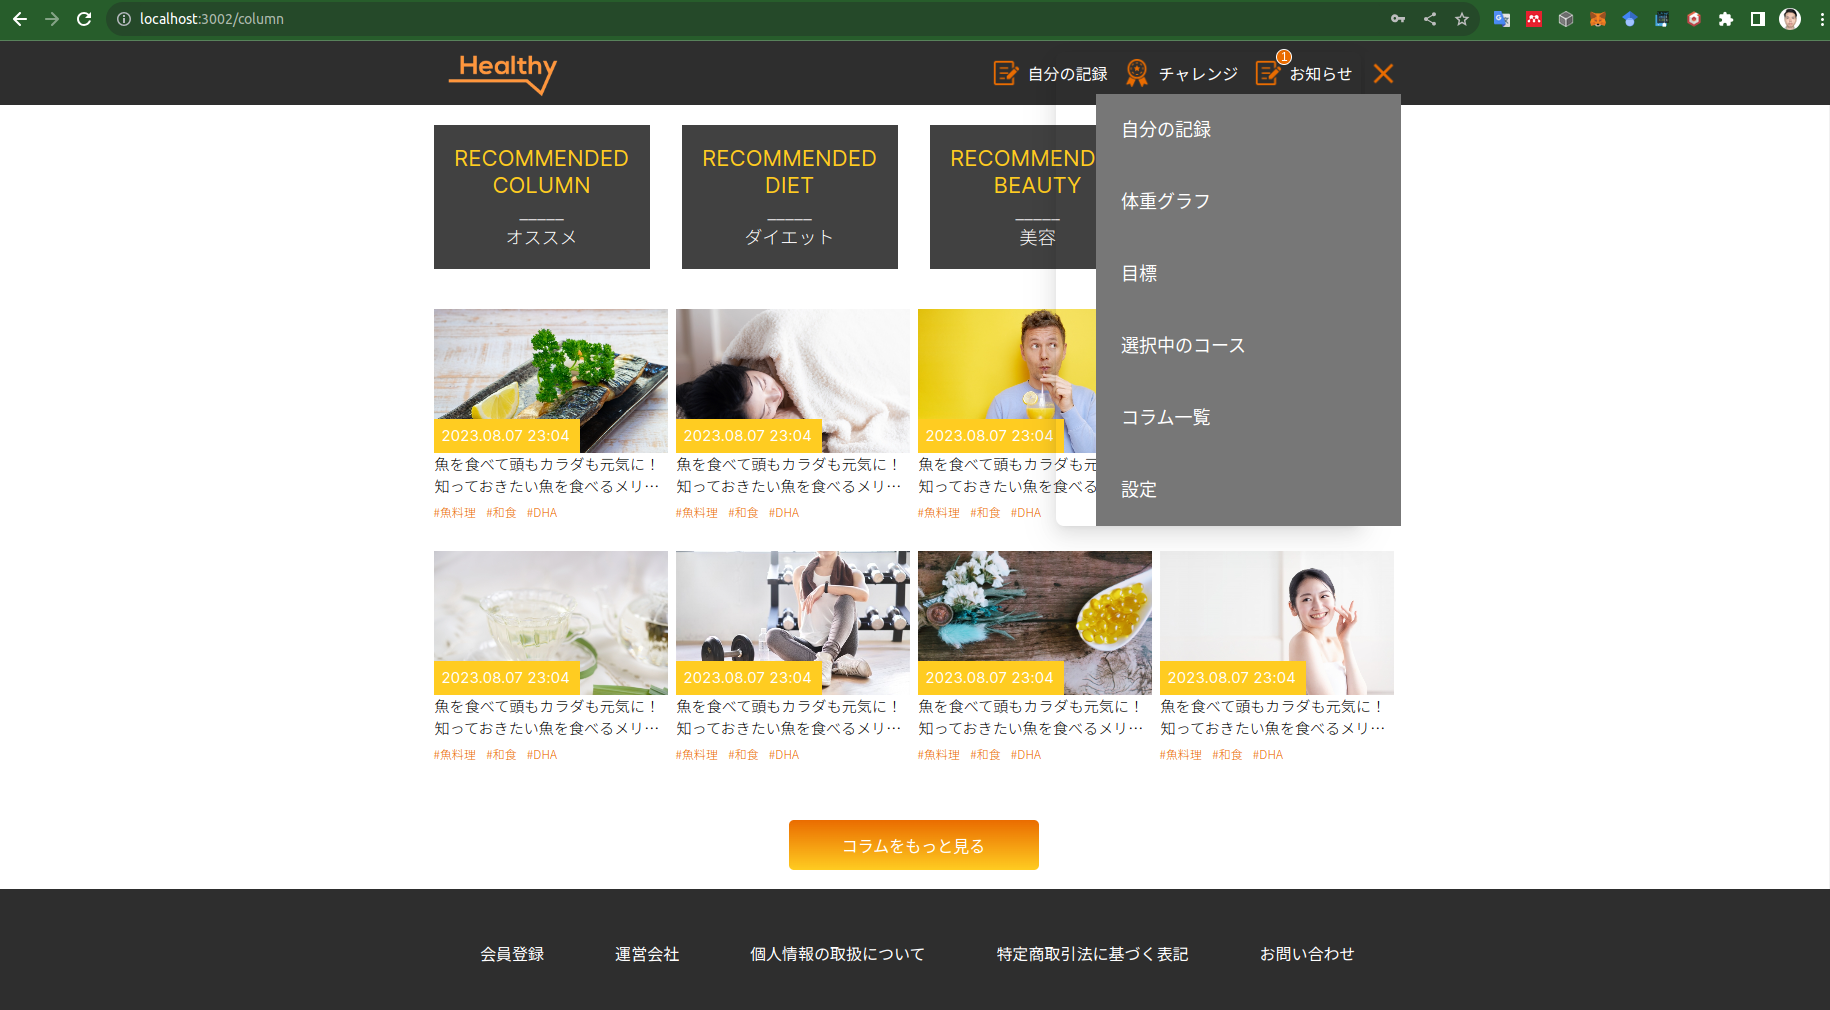 localhost:3002/column
Healthy
自分の記録
チャレンジ
1
お知らせ
自分の記録
体重グラフ
目標
選択中のコース
コラム一覧
設定
RECOMMENDED
COLUMN
オススメ
RECOMMENDED
DIET
ダイエット
RECOMMEND
BEAUTY
美容
2023.08.07 23:04
魚を食べて頭もカラダも元気に！
知っておきたい魚を食べるメリ…
#魚料理 #和食 #DHA
2023.08.07 23:04
魚を食べて頭もカラダも元気に！
知っておきたい魚を食べるメリ…
#魚料理 #和食 #DHA
2023.08.07 23:04
魚を食べて頭もカラダも元
知っておきたい魚を食べる
#魚料理 #和食 #DHA
2023.08.07 23:04
魚を食べて頭もカラダも元気に！
知っておきたい魚を食べるメリ…
#魚料理 #和食 #DHA
2023.08.07 23:04
魚を食べて頭もカラダも元気に！
知っておきたい魚を食べるメリ…
#魚料理 #和食 #DHA
2023.08.07 23:04
魚を食べて頭もカラダも元気に！
知っておきたい魚を食べるメリ…
#魚料理 #和食 #DHA
2023.08.07 23:04
魚を食べて頭もカラダも元気に！
知っておきたい魚を食べるメリ…
#魚料理 #和食 #DHA
コラムをもっと見る
会員登録
運営会社
個人情報の取扱について
特定商取引法に基づく表記
お問い合わせ